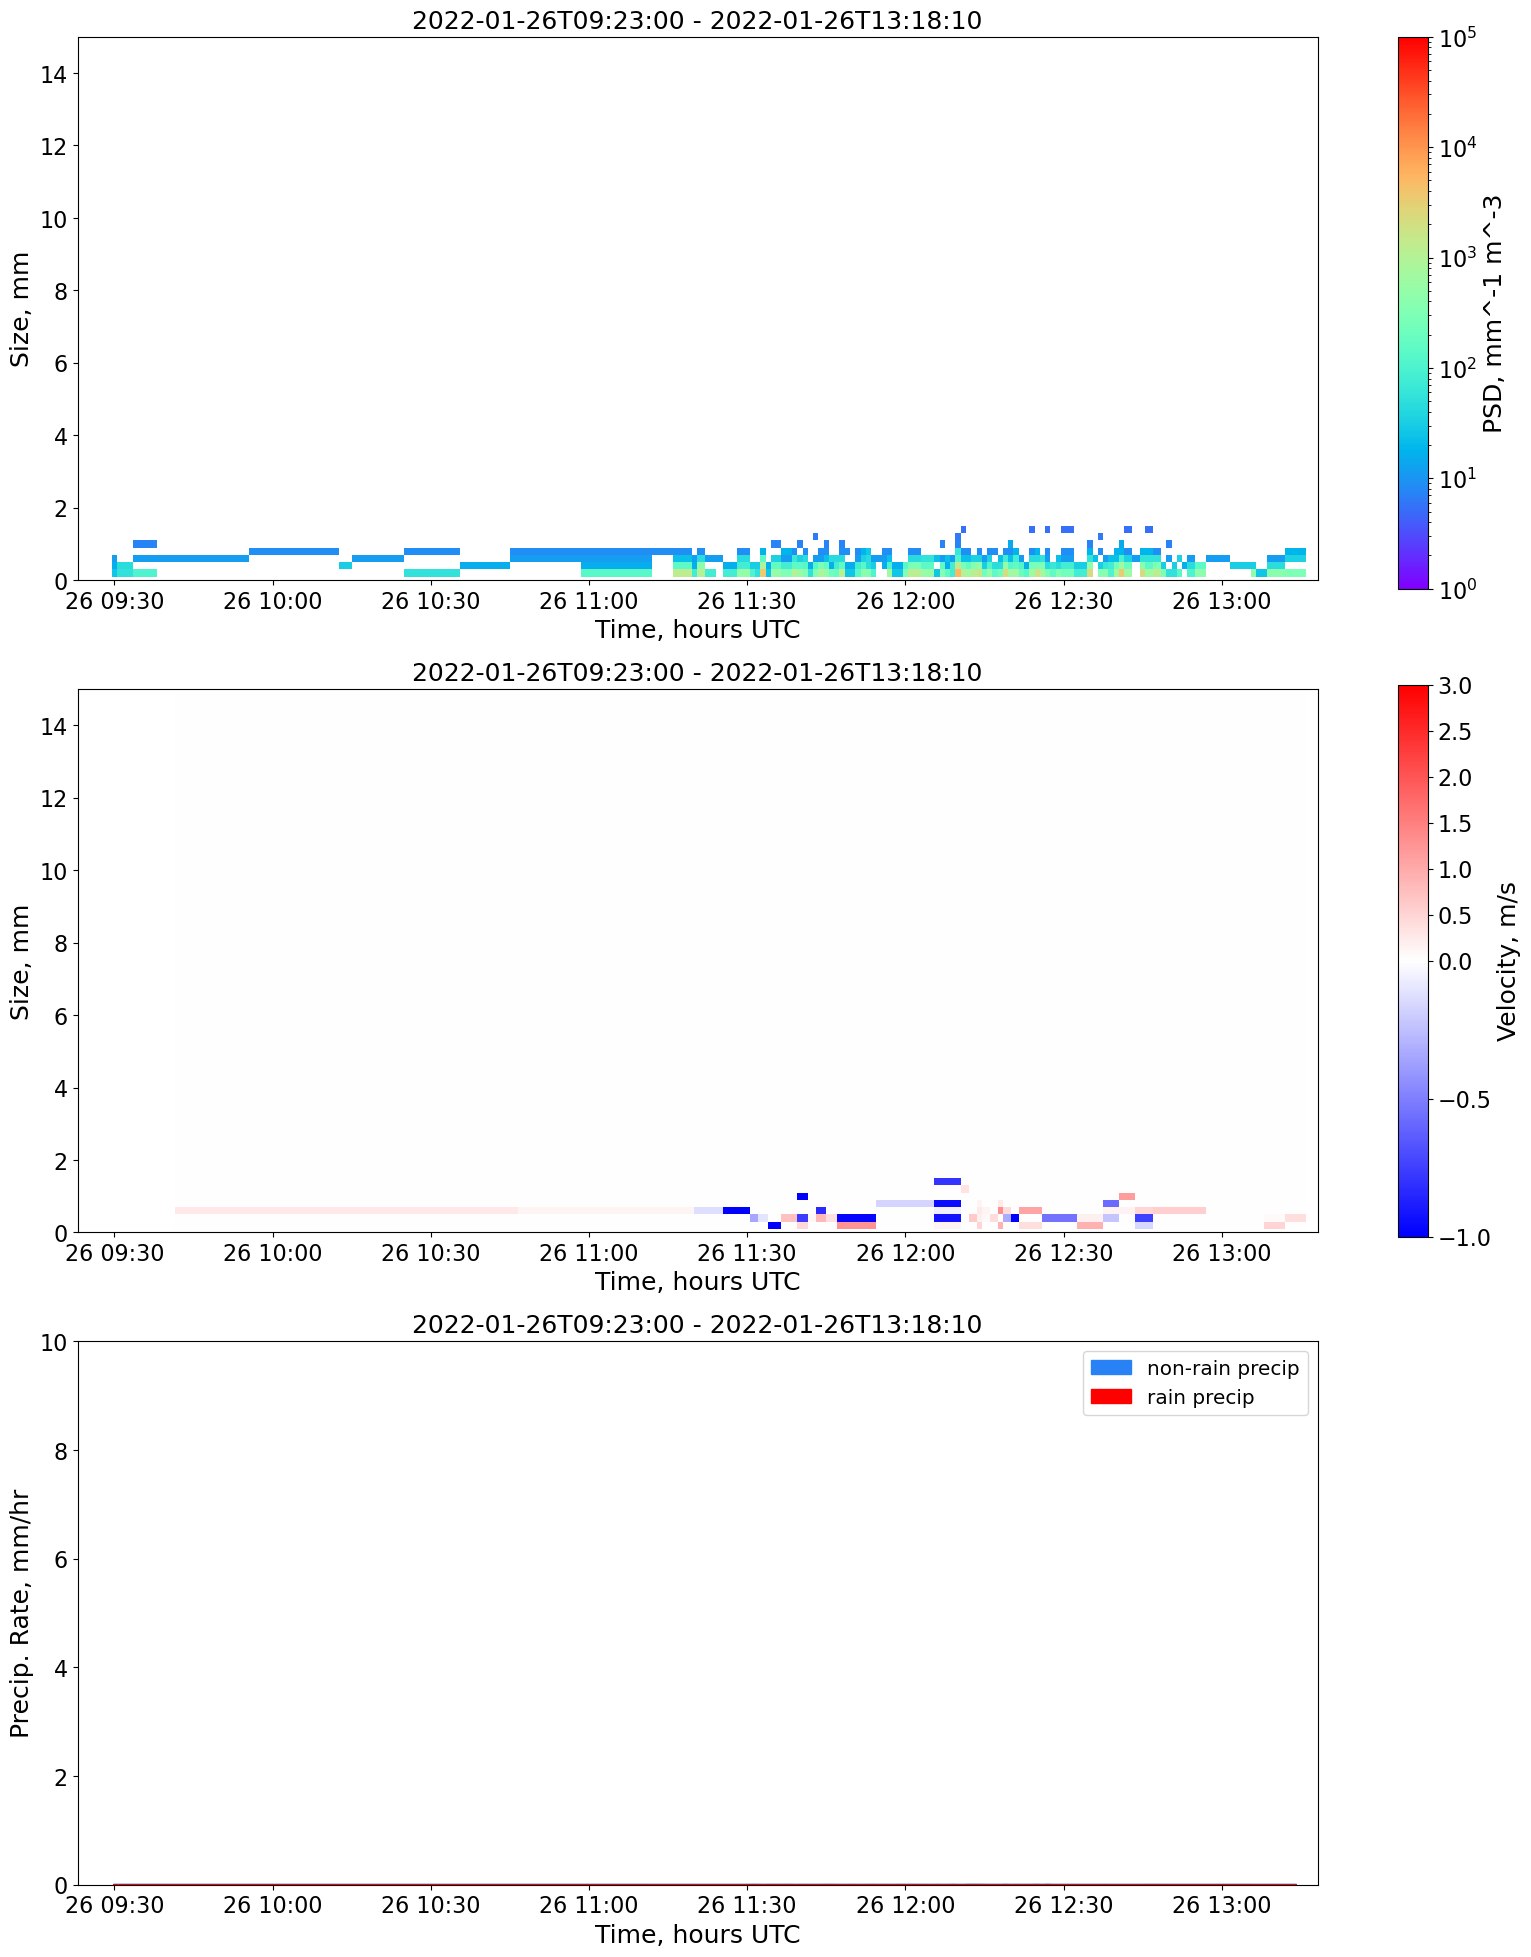 2022-01-26T09:23:00 - 2022-01-26T13:18:10
14
12
10
8
6
4
2
0
Size, mm
26 09:30 26 10:00 26 10:30 26 11:00 26 11:30 26 12:00 26 12:30 26 13:00
Time, hours UTC
10^5
10^4
10^3
10^2
10^1
10^0
PSD, mm^-1 m^-3
2022-01-26T09:23:00 - 2022-01-26T13:18:10
14
12
10
8
6
4
2
0
Size, mm
26 09:30 26 10:00 26 10:30 26 11:00 26 11:30 26 12:00 26 12:30 26 13:00
Time, hours UTC
3.0
2.5
2.0
1.5
1.0
0.5
0.0
−0.5
−1.0
Velocity, m/s
2022-01-26T09:23:00 - 2022-01-26T13:18:10
10
8
6
4
2
0
Precip. Rate, mm/hr
non-rain precip
rain precip
26 09:30 26 10:00 26 10:30 26 11:00 26 11:30 26 12:00 26 12:30 26 13:00
Time, hours UTC